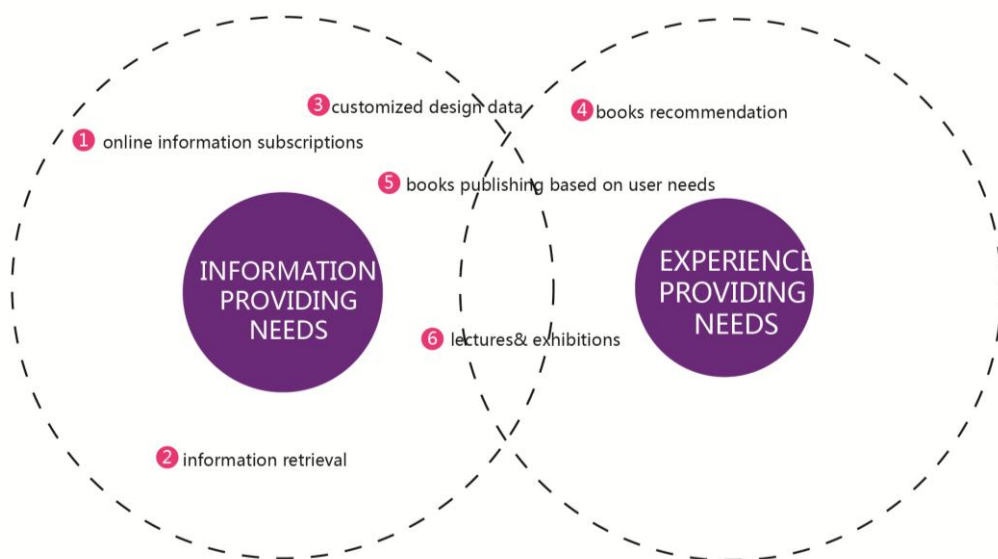 3 customized design data
4 books recommendation
1 online information subscriptions
5 books publishing based on user needs
INFORMATION
PROVIDING
NEEDS
EXPERIENCE
PROVIDING
NEEDS
6 lectures& exhibitions
2 information retrieval